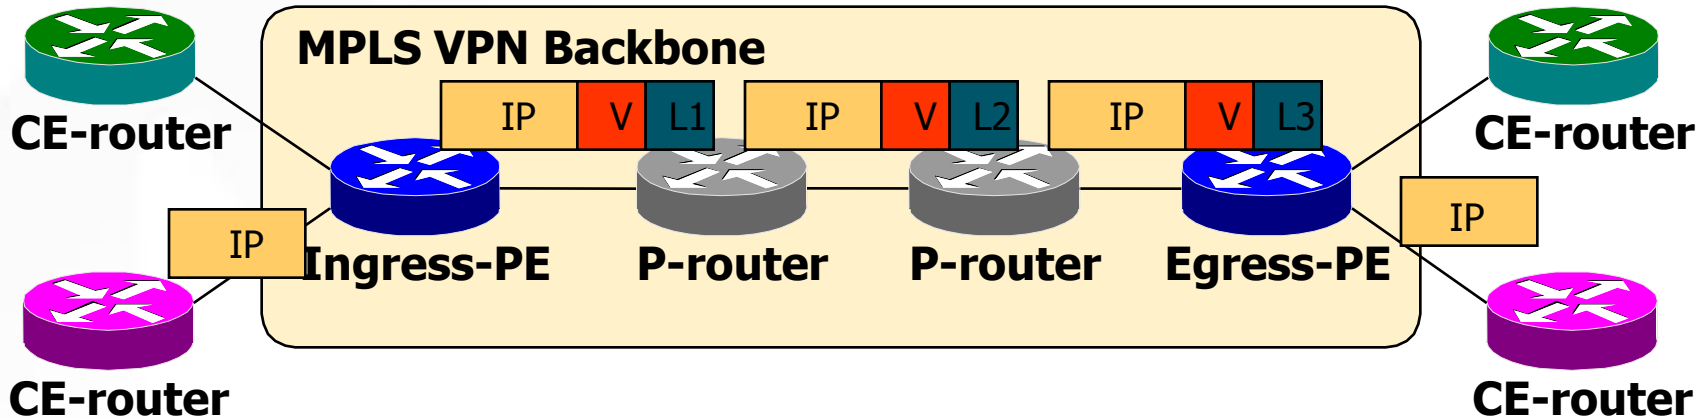 MPLS VPN Backbone
IP V L1 IP V L2 IP V L3
CE-router CE-router
IP IP
Ingress-PE P-router P-router Egress-PE
CE-router CE-router